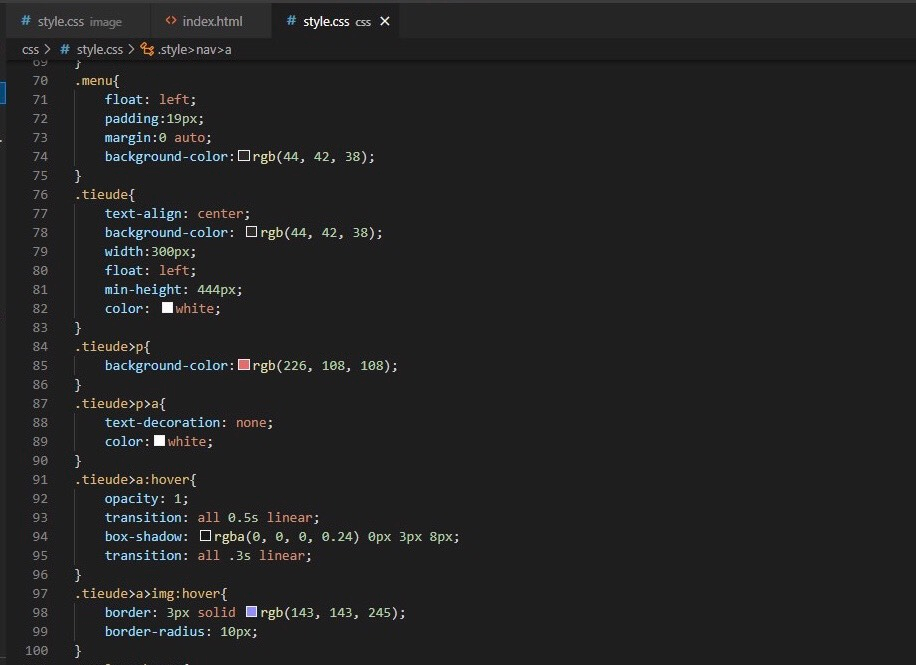 # style.css image <> index.html # style.css css ×
css > # style.css > .style>nav>a
69 }
70 .menu{
71 float: left;
72 padding:19px;
73 margin:0 auto;
74 background-color:rgb(44, 42, 38);
75 }
76 .tieude{
77 text-align: center;
78 background-color: rgb(44, 42, 38);
79 width:300px;
80 float: left;
81 min-height: 444px;
82 color: white;
83 }
84 .tieude>p{
85 background-color:rgb(226, 108, 108);
86 }
87 .tieude>p>a{
88 text-decoration: none;
89 color:white;
90 }
91 .tieude>a:hover{
92 opacity: 1;
93 transition: all 0.5s linear;
94 box-shadow: rgba(0, 0, 0, 0.24) 0px 3px 8px;
95 transition: all .3s linear;
96 }
97 .tieude>a>img:hover{
98 border: 3px solid rgb(143, 143, 245);
99 border-radius: 10px;
100 }